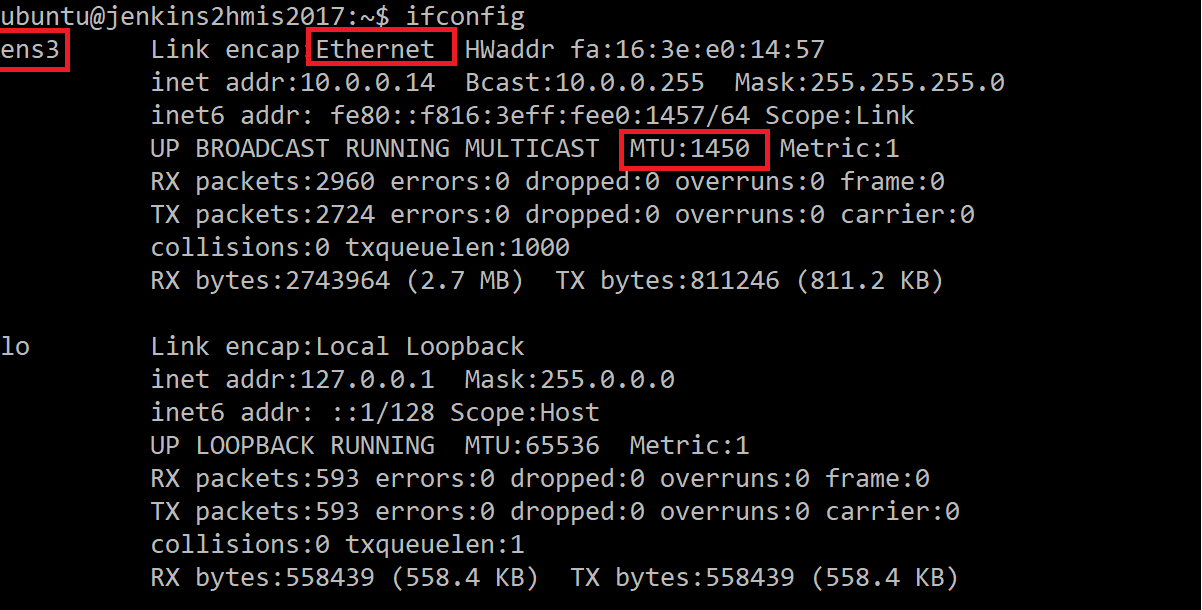 ubuntu@jenkins2hmis2017:~$ ifconfig
ens3      Link encap:Ethernet  HWaddr fa:16:3e:e0:14:57
          inet addr:10.0.0.14  Bcast:10.0.0.255  Mask:255.255.255.0
          inet6 addr: fe80::f816:3eff:fee0:1457/64 Scope:Link
          UP BROADCAST RUNNING MULTICAST  MTU:1450  Metric:1
          RX packets:2960 errors:0 dropped:0 overruns:0 frame:0
          TX packets:2724 errors:0 dropped:0 overruns:0 carrier:0
          collisions:0 txqueuelen:1000
          RX bytes:2743964 (2.7 MB)  TX bytes:811246 (811.2 KB)

lo        Link encap:Local Loopback
          inet addr:127.0.0.1  Mask:255.0.0.0
          inet6 addr: ::1/128 Scope:Host
          UP LOOPBACK RUNNING  MTU:65536  Metric:1
          RX packets:593 errors:0 dropped:0 overruns:0 frame:0
          TX packets:593 errors:0 dropped:0 overruns:0 carrier:0
          collisions:0 txqueuelen:1
          RX bytes:558439 (558.4 KB)  TX bytes:558439 (558.4 KB)